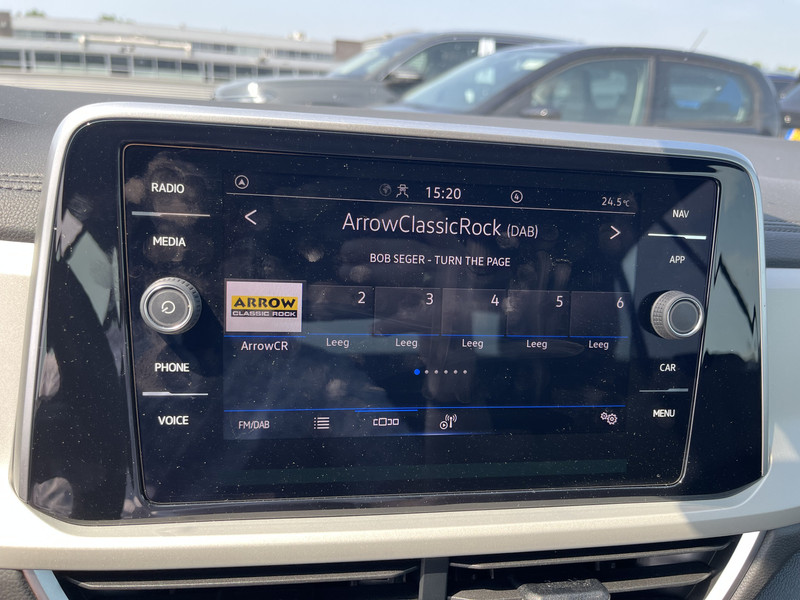 RADIO
MEDIA
PHONE
VOICE
15:20
4
24.5°C
ArrowClassicRock (DAB)
BOB SEGER - TURN THE PAGE
ARROW
CLASSIC ROCK
2
3
4
5
6
ArrowCR
Leeg
Leeg
Leeg
Leeg
Leeg
FM/DAB
NAV
APP
CAR
MENU